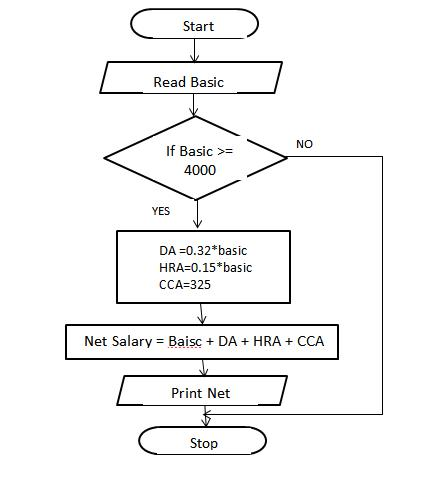 Start
Read Basic
If Basic >=
4000
NO
YES
DA =0.32*basic
HRA=0.15*basic
CCA=325
Net Salary = Baisc + DA + HRA + CCA
Print Net
Stop